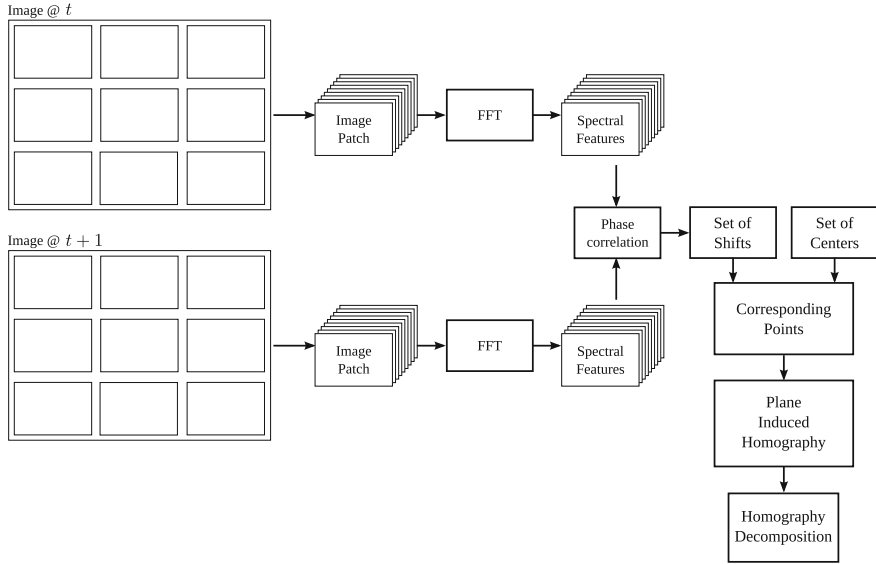 Image @ t
Image
Patch
FFT
Spectral
Features
Image @ t + 1
Image
Patch
FFT
Spectral
Features
Phase
correlation
Set of
Shifts
Set of
Centers
Corresponding
Points
Plane
Induced
Homography
Homography
Decomposition